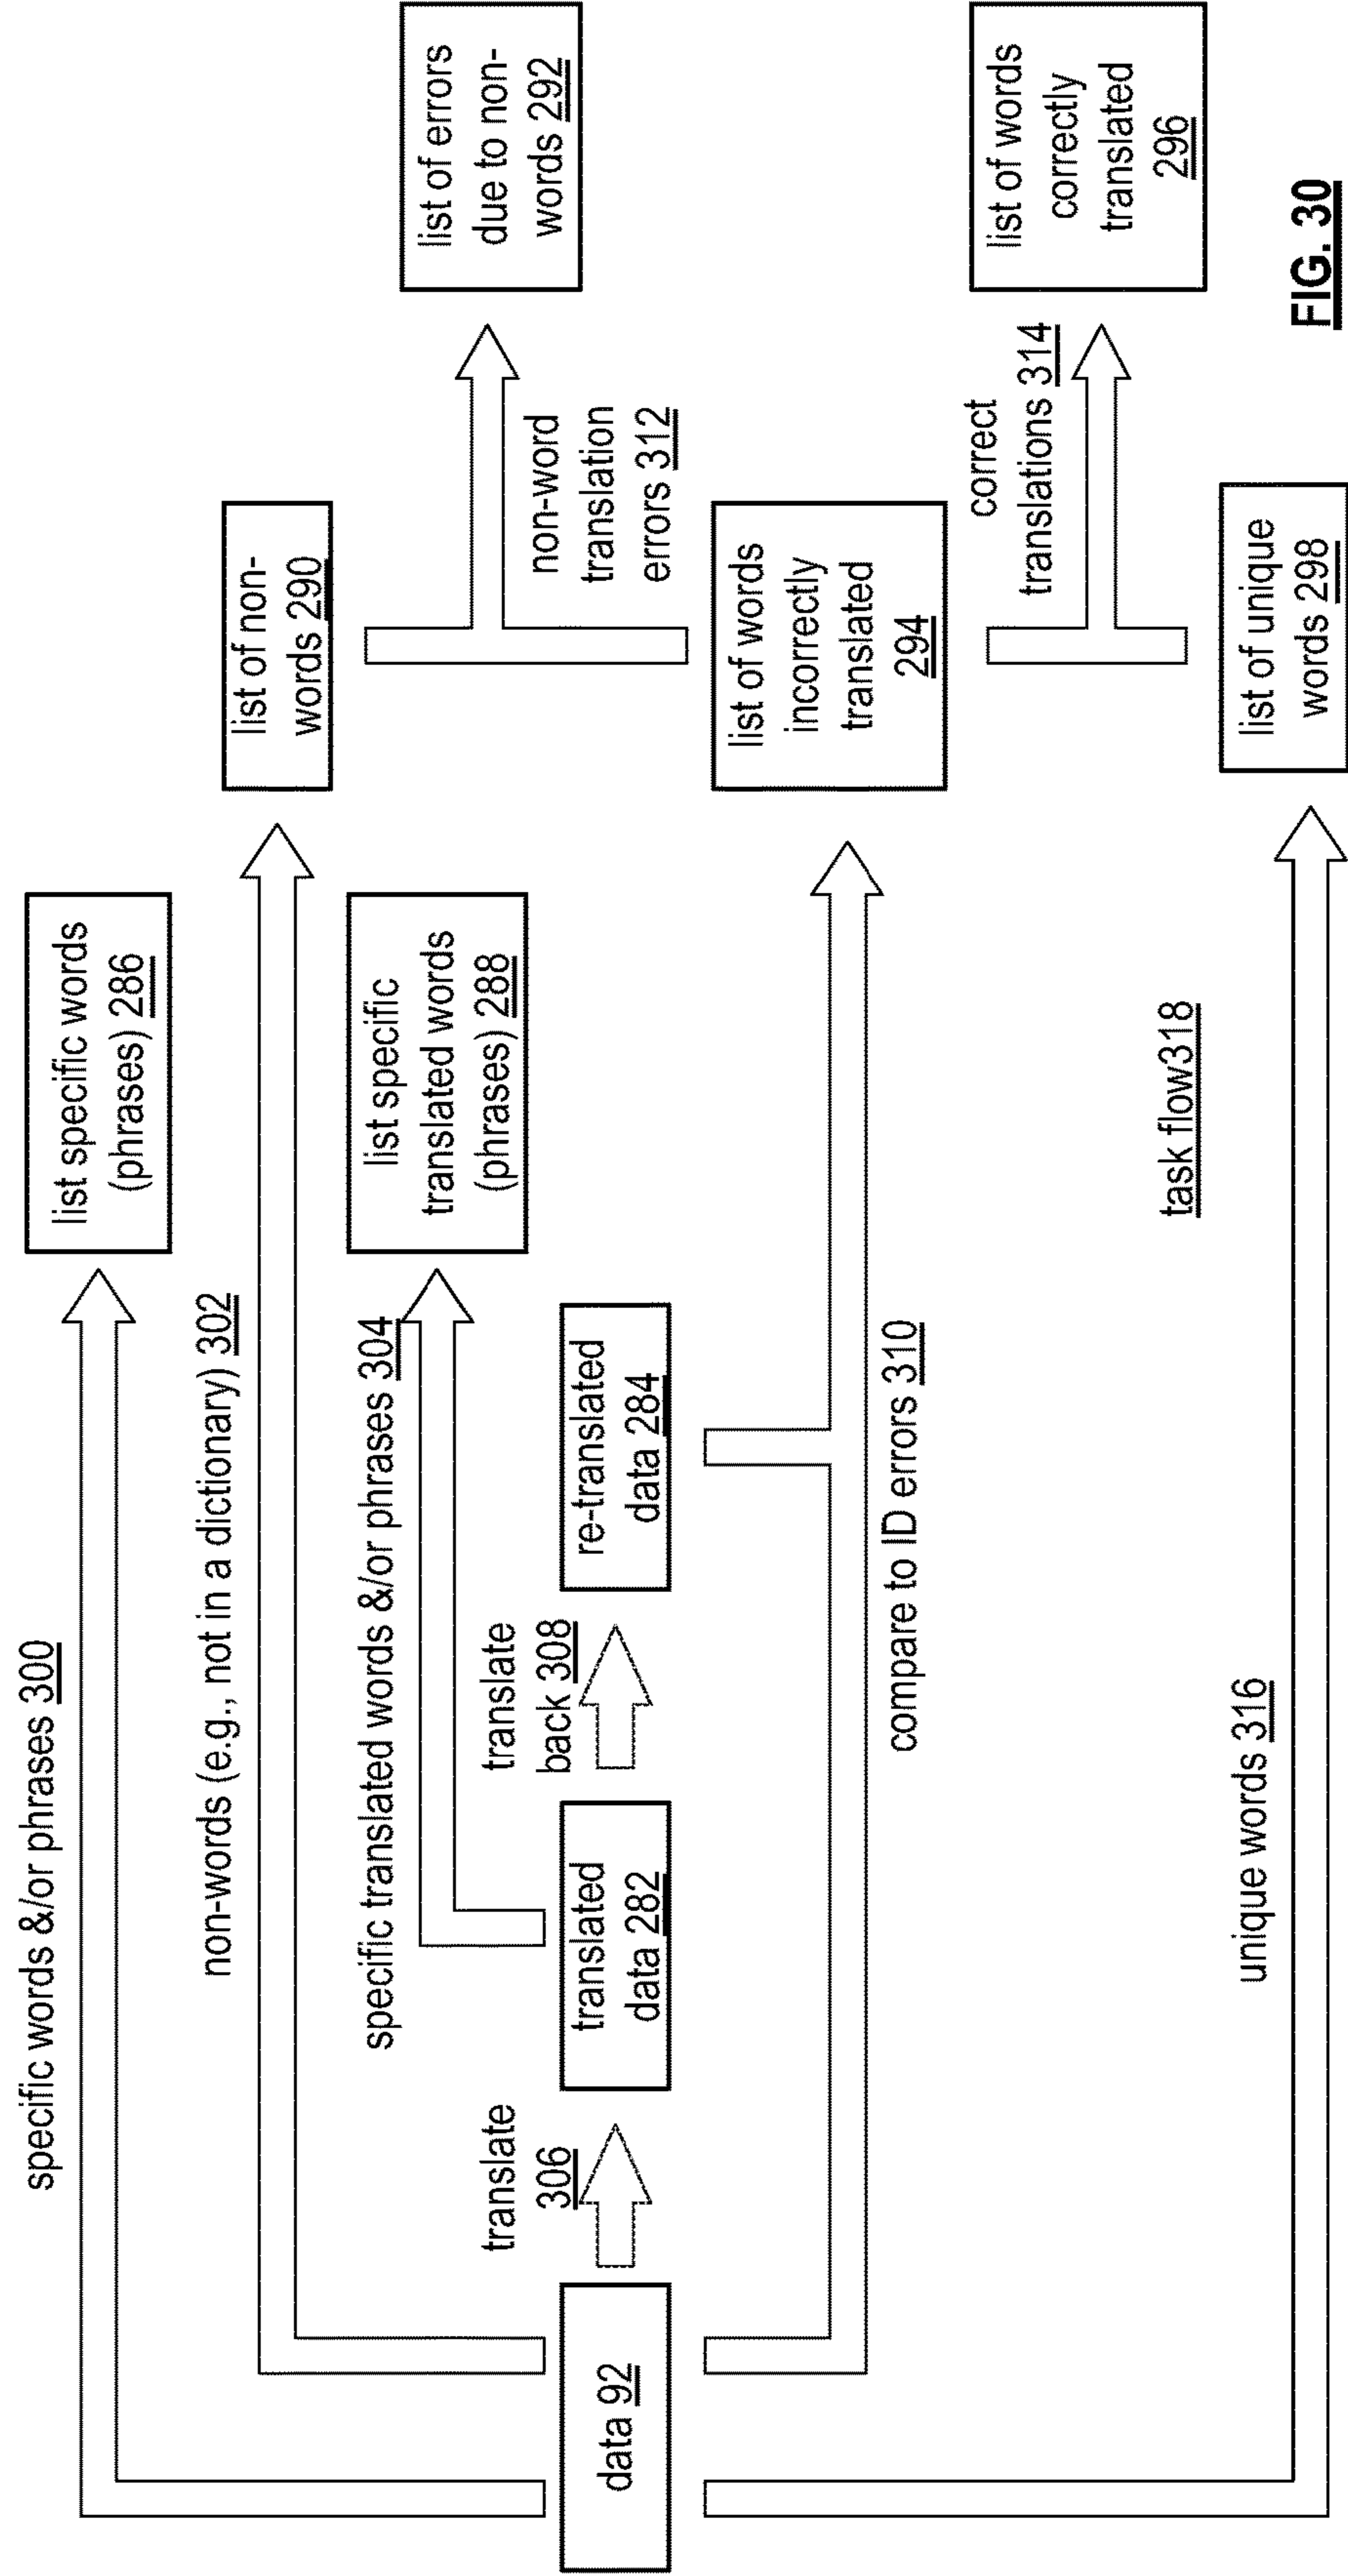 specific words &/or phrases 300
list specific words
(phrases) 286
non-words (e.g., not in a dictionary) 302
list of non-
words 290
specific translated words &/or phrases 304
list specific
translated words
(phrases) 288
list of errors
due to non-
words 292
non-word
translation
errors 312
data 92
translate
306
translated
data 282
translate
back 308
re-translated
data 284
compare to ID errors 310
list of words
incorrectly
translated
294
correct
translations 314
list of words
correctly
translated
296
task flow318
unique words 316
list of unique
words 298
FIG. 30